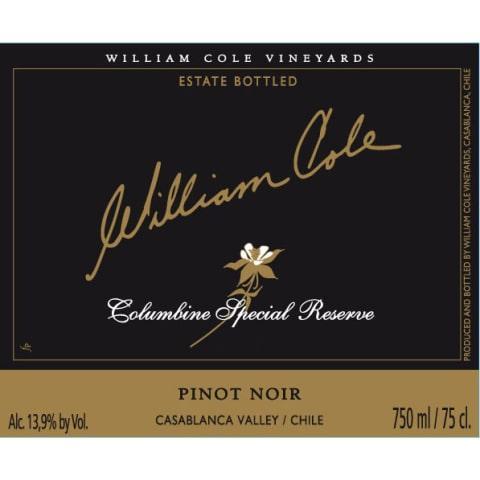 WILLIAM COLE VINEYARDS
ESTATE BOTTLED
William Cole
Columbine Special Reserve
PINOT NOIR
Alc. 13,9% by Vol.
CASABLANCA VALLEY / CHILE
750 ml / 75 cl.
PRODUCED AND BOTTLED BY WILLIAM COLE VINEYARDS, CASABLANCA, CHILE